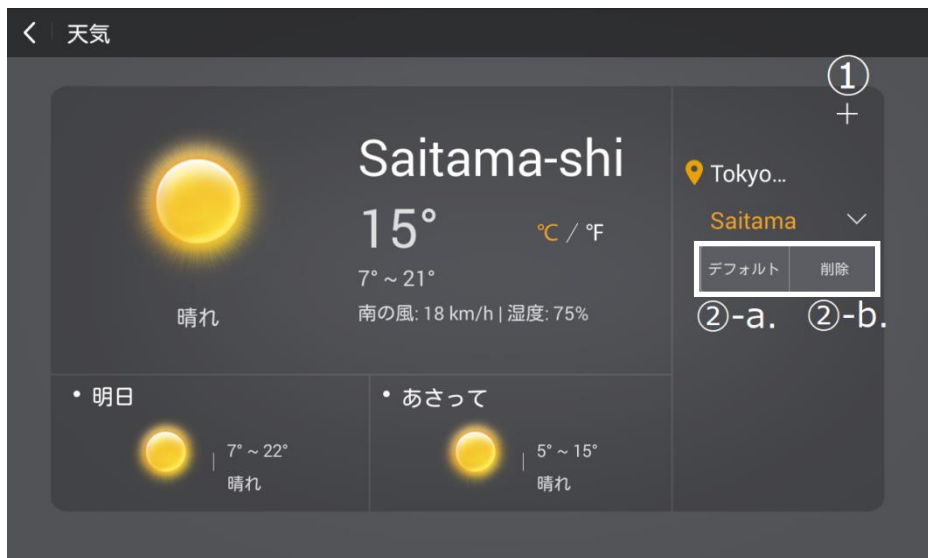 天気
Saitama-shi
15°
℃ / ℉
7° ~ 21°
晴れ
南の風: 18 km/h | 湿度: 75%
①
+
Tokyo...
Saitama
デフォルト 削除
②-a. ②-b.
• 明日
7° ~ 22°
晴れ
• あさって
5° ~ 15°
晴れ